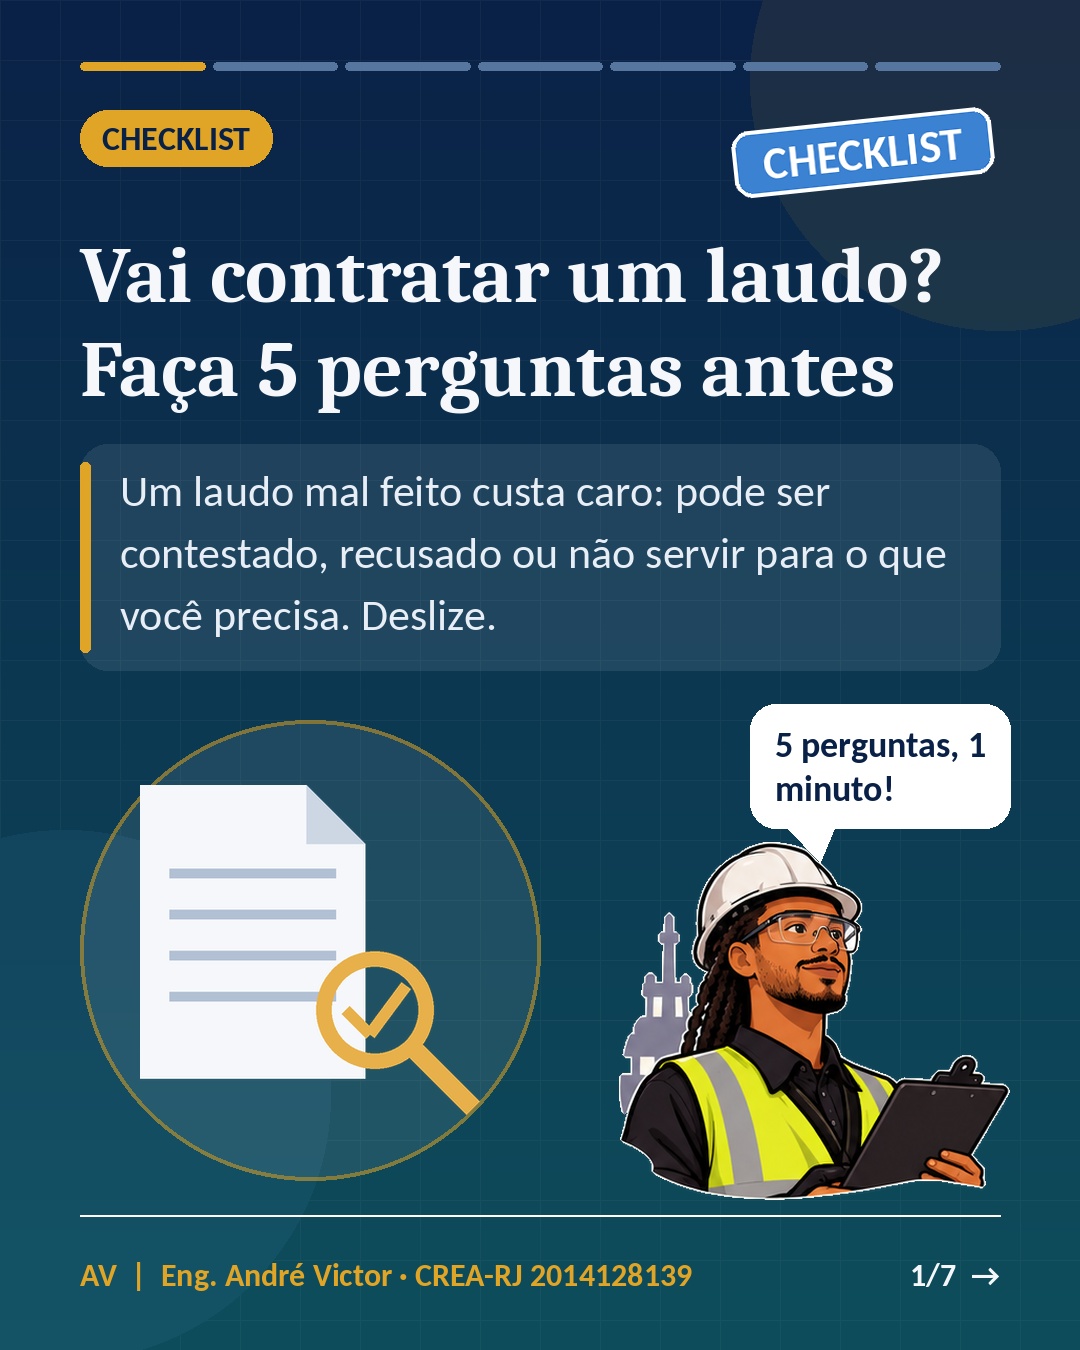 CHECKLIST
CHECKLIST
Vai contratar um laudo?
Faça 5 perguntas antes
Um laudo mal feito custa caro: pode ser
contestado, recusado ou não servir para o que
você precisa. Deslize.
5 perguntas, 1
minuto!
AV | Eng. André Victor · CREA-RJ 2014128139
1/7 →